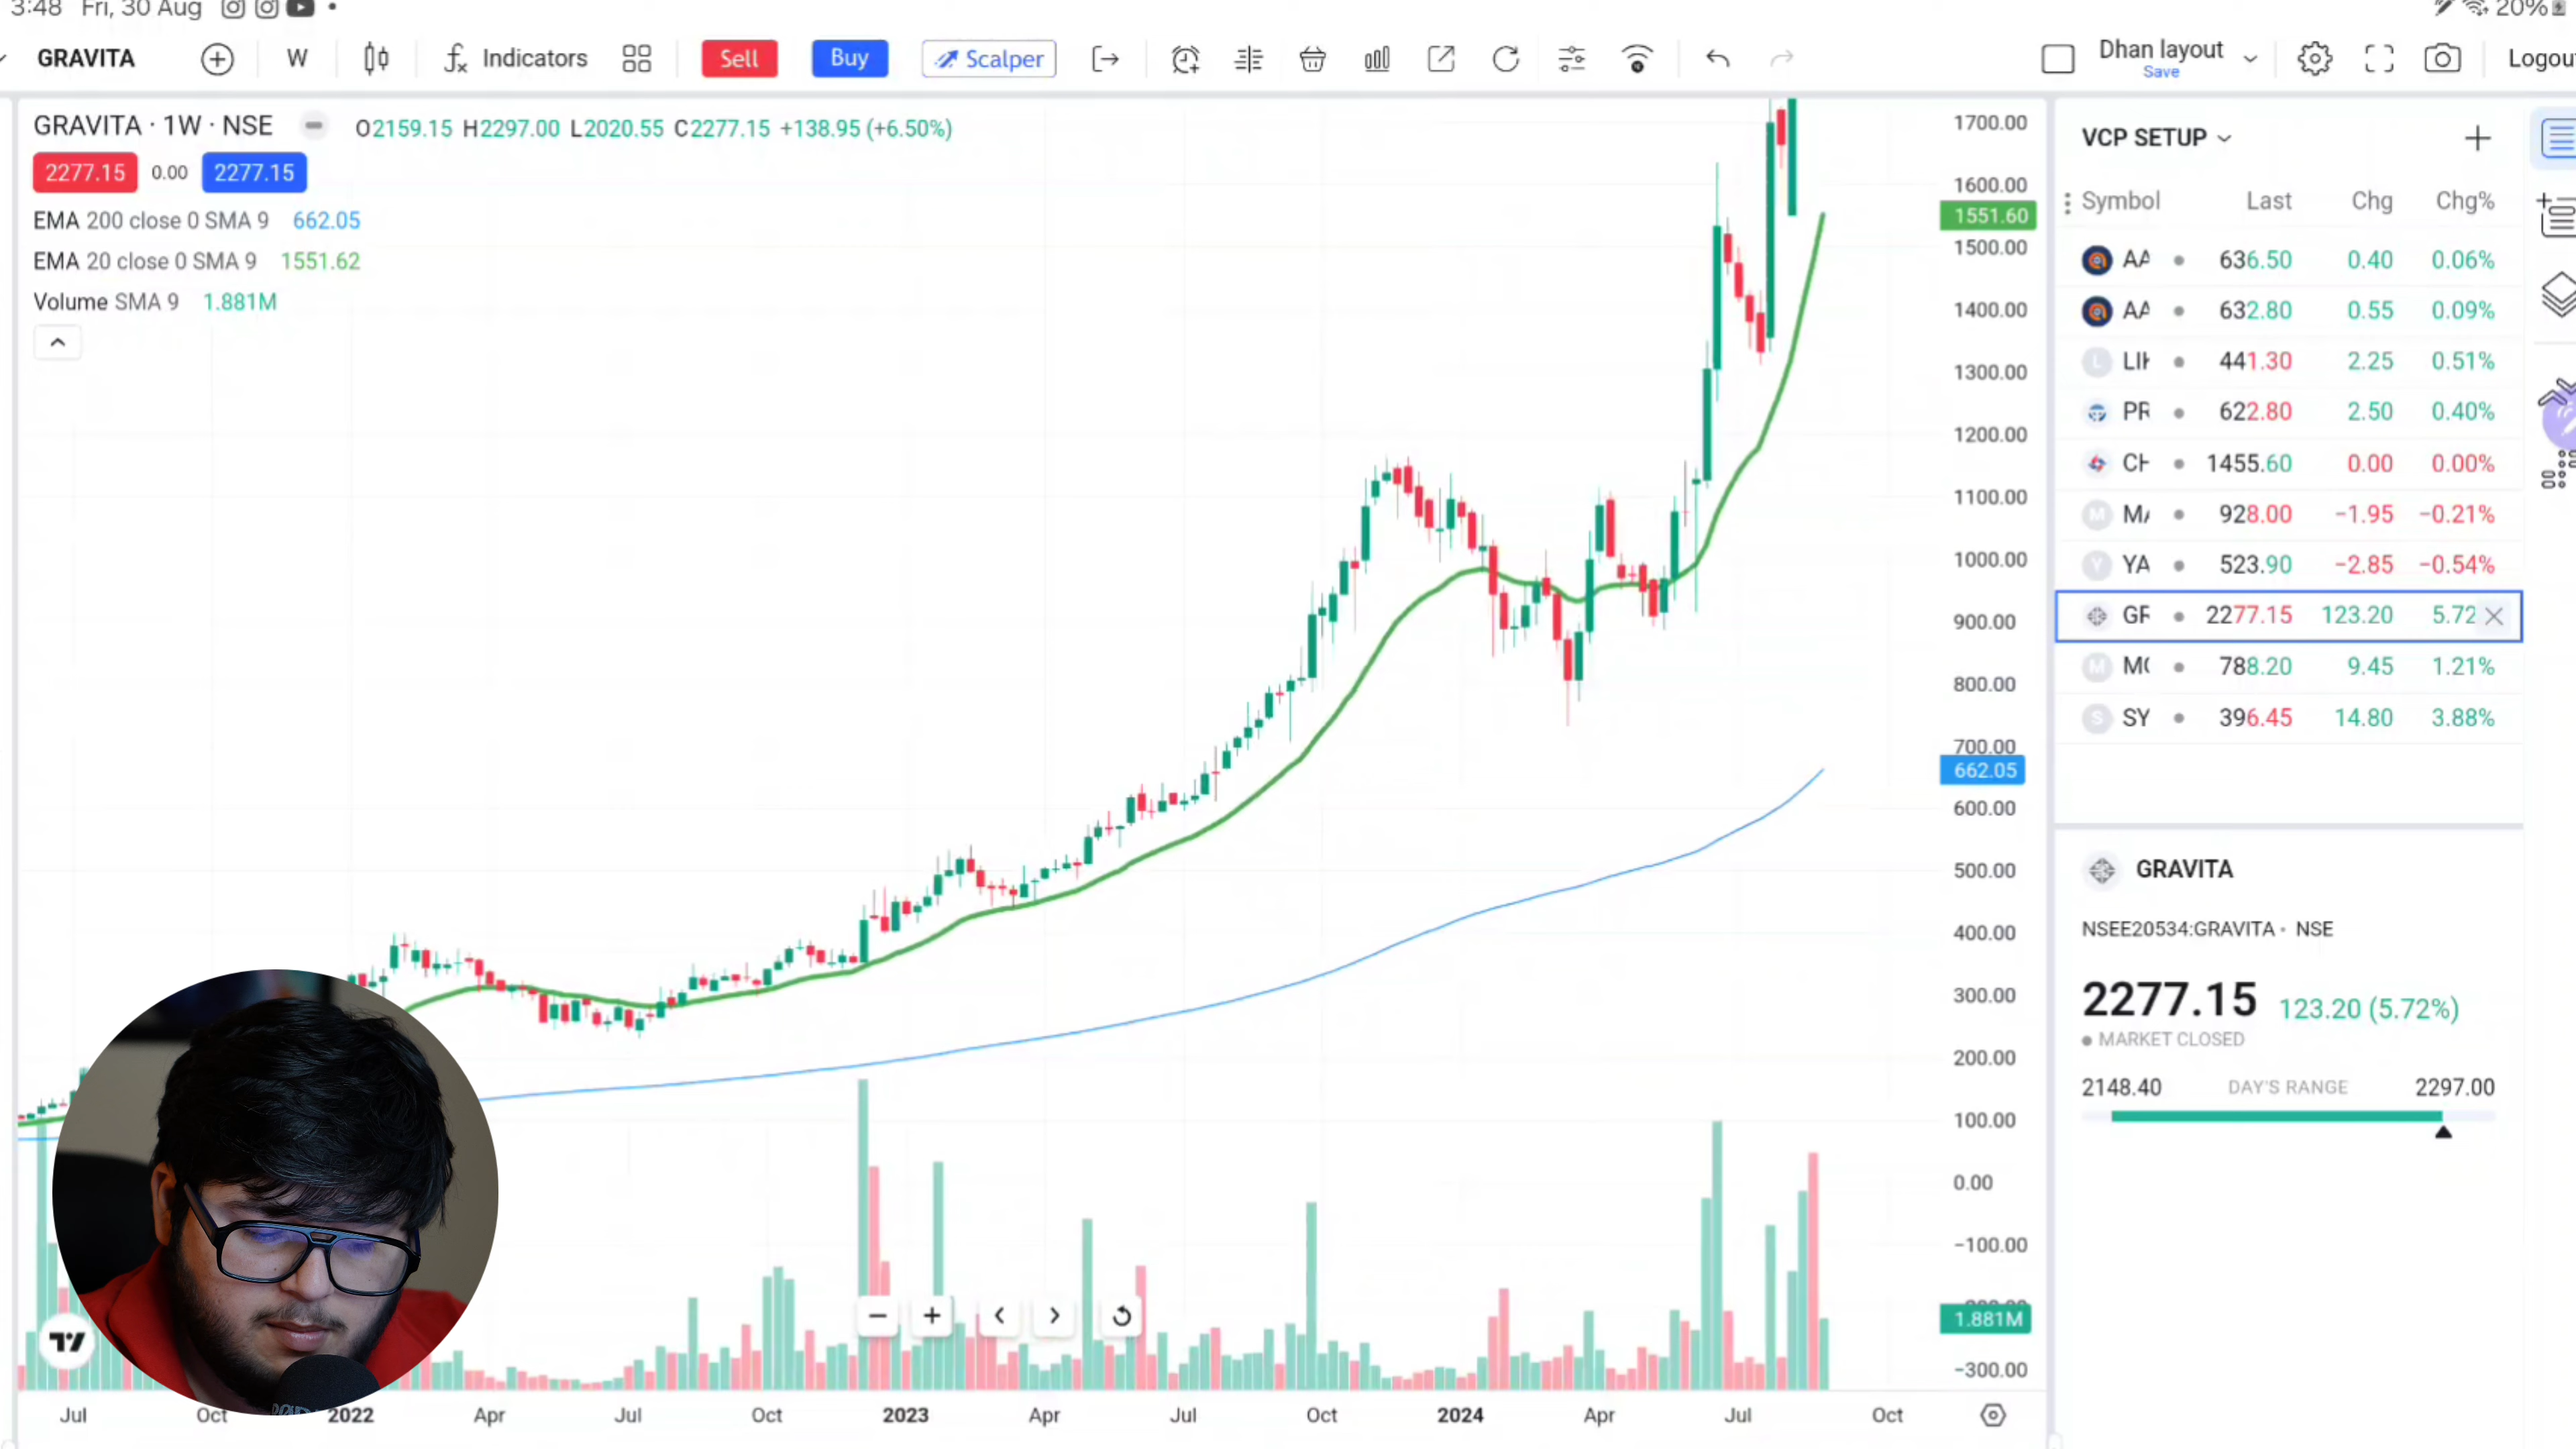 3:48 Fri, 30 Aug 20%
GRAVITA W Indicators Sell Buy Scalper Dhan layout Save
GRAVITA · 1W · NSE O2159.15 H2297.00 L2020.55 C2277.15 +138.95 (+6.50%)
2277.15 0.00 2277.15
EMA 200 close 0 SMA 9 662.05
EMA 20 close 0 SMA 9 1551.62
Volume SMA 9 1.881M
1700.00
1600.00
1551.60
1500.00
1400.00
1300.00
1200.00
1100.00
1000.00
900.00
800.00
700.00
662.05
600.00
500.00
400.00
300.00
200.00
100.00
0.00
−100.00
1.881M
−300.00
Jul Oct 2022 Apr Jul Oct 2023 Apr Jul Oct 2024 Apr Jul Oct
VCP SETUP
Symbol Last Chg Chg%
AA 636.50 0.40 0.06%
AA 632.80 0.55 0.09%
441.30 2.25 0.51%
PR 622.80 2.50 0.40%
CH 1455.60 0.00 0.00%
928.00 −1.95 −0.21%
YA 523.90 −2.85 −0.54%
GR 2277.15 123.20 5.72
788.20 9.45 1.21%
SY 396.45 14.80 3.88%
GRAVITA
NSEE20534:GRAVITA · NSE
2277.15 123.20 (5.72%)
MARKET CLOSED
2148.40 DAY'S RANGE 2297.00